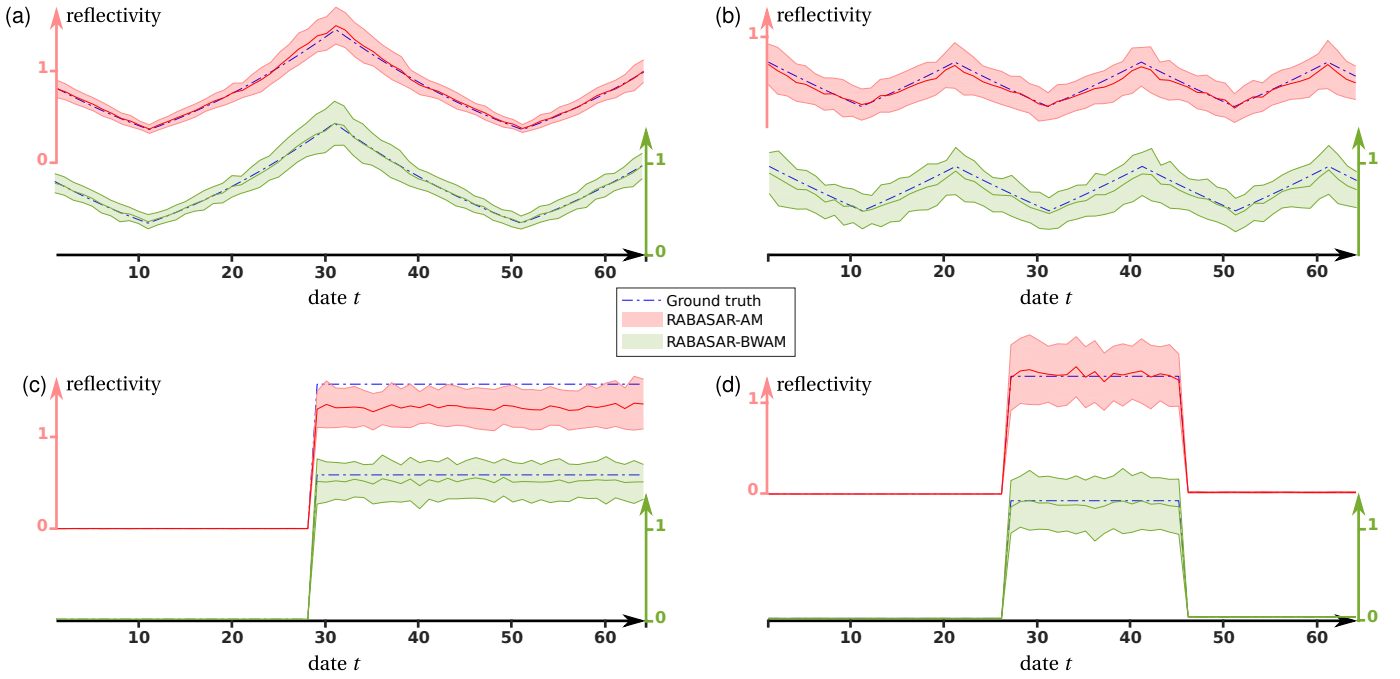 (a) reflectivity
1
0
1
0
10 20 30 40 50 60
date t
(b) reflectivity
1
1
0
10 20 30 40 50 60
date t
Ground truth
RABASAR-AM
RABASAR-BWAM
(c) reflectivity
1
0
1
0
10 20 30 40 50 60
date t
(d) reflectivity
1
0
1
0
10 20 30 40 50 60
date t